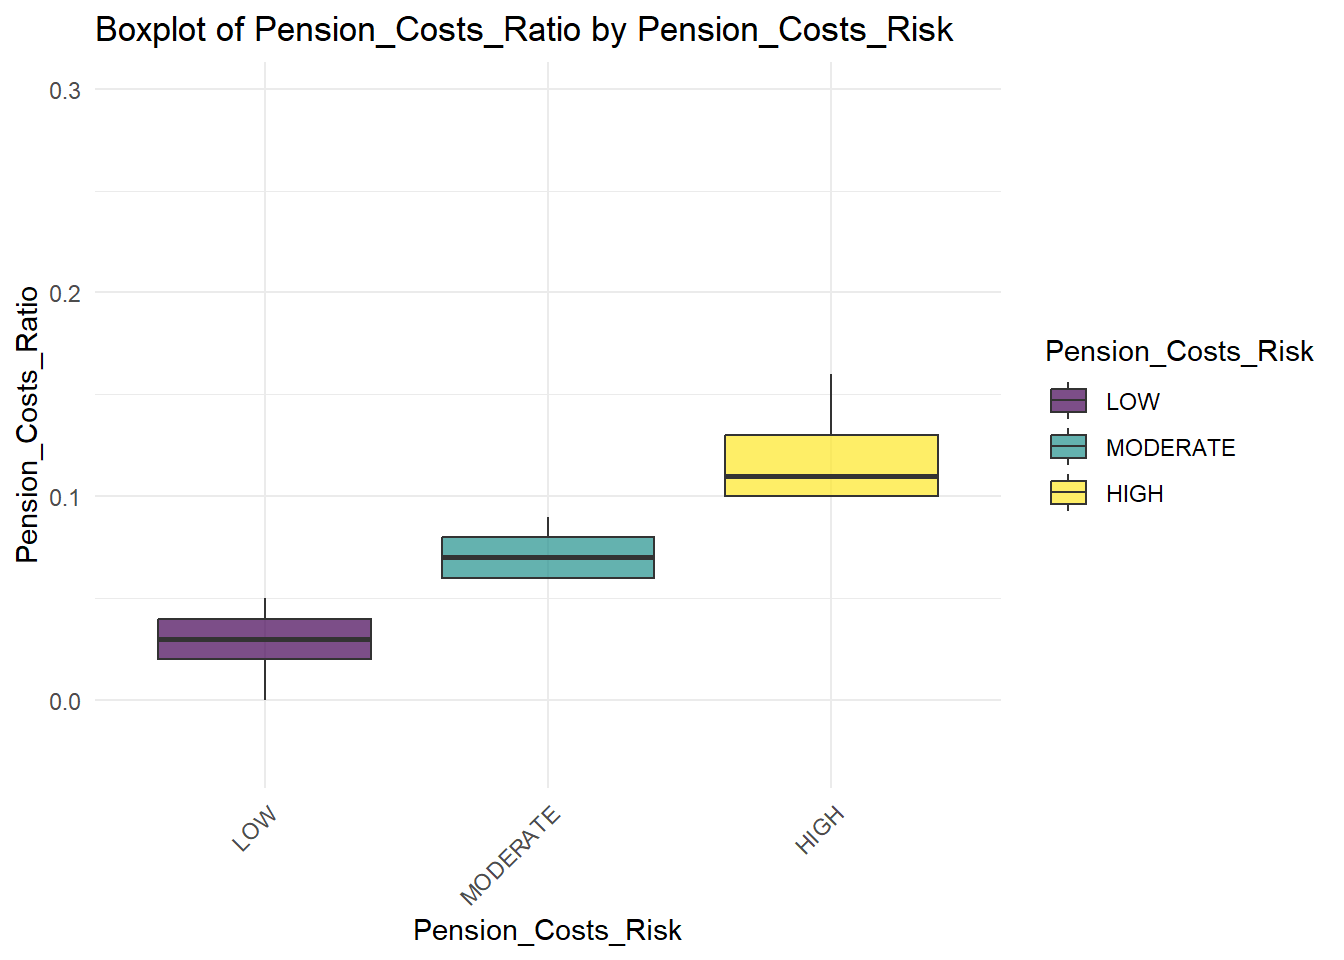 Boxplot of Pension_Costs_Ratio by Pension_Costs_Risk
Pension_Costs_Ratio
0.3
0.2
0.1
0.0
LOW
MODERATE
HIGH
Pension_Costs_Risk
Pension_Costs_Risk
LOW
MODERATE
HIGH